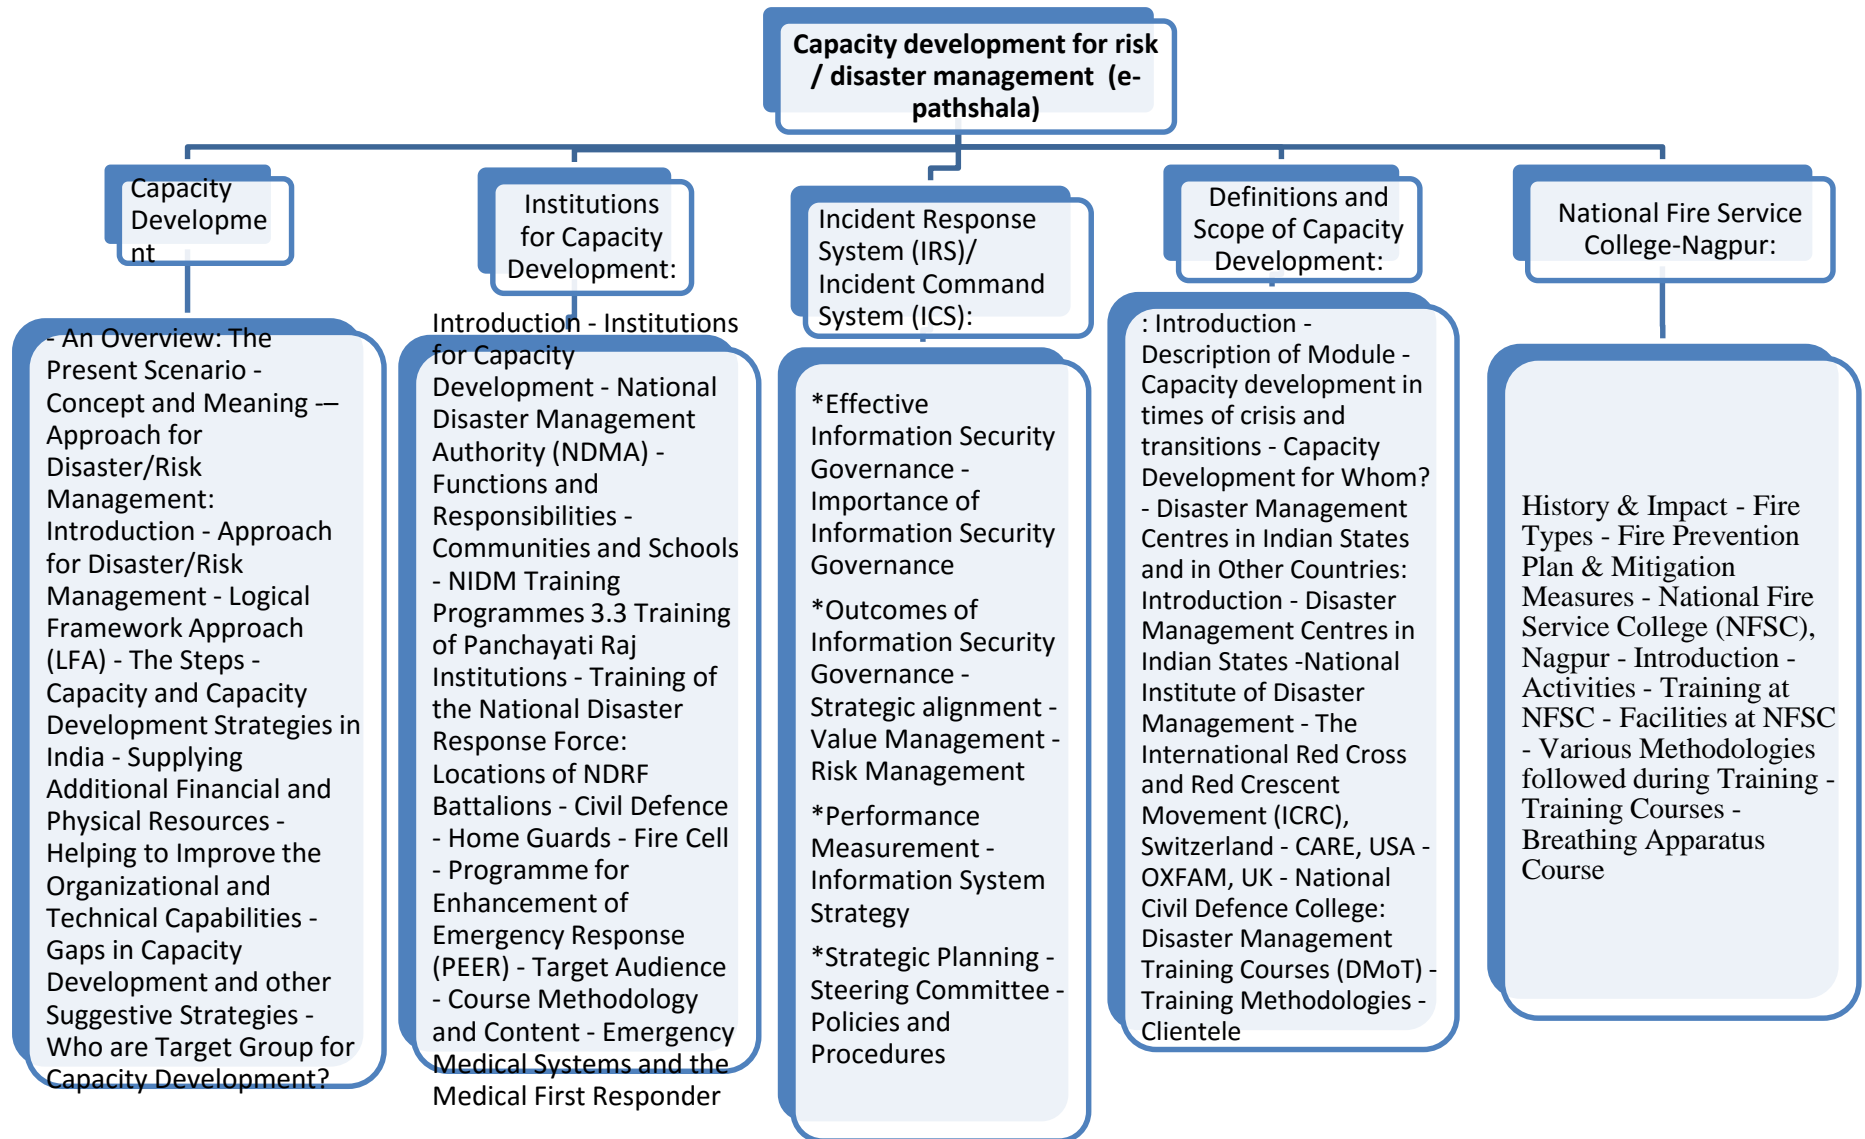 Capacity development for risk
/ disaster management (e-
pathshala)
Capacity
Developme
nt
- An Overview: The
Present Scenario -
Concept and Meaning -–
Approach for
Disaster/Risk
Management:
Introduction - Approach
for Disaster/Risk
Management - Logical
Framework Approach
(LFA) - The Steps -
Capacity and Capacity
Development Strategies in
India - Supplying
Additional Financial and
Physical Resources -
Helping to Improve the
Organizational and
Technical Capabilities -
Gaps in Capacity
Development and other
Suggestive Strategies -
Who are Target Group for
Capacity Development?
Institutions
for Capacity
Development:
Introduction - Institutions
for Capacity
Development - National
Disaster Management
Authority (NDMA) -
Functions and
Responsibilities -
Communities and Schools
- NIDM Training
Programmes 3.3 Training
of Panchayati Raj
Institutions - Training of
the National Disaster
Response Force:
Locations of NDRF
Battalions - Civil Defence
- Home Guards - Fire Cell
- Programme for
Enhancement of
Emergency Response
(PEER) - Target Audience
- Course Methodology
and Content - Emergency
Medical Systems and the
Medical First Responder
Incident Response
System (IRS)/
Incident Command
System (ICS):
*Effective
Information Security
Governance -
Importance of
Information Security
Governance
*Outcomes of
Information Security
Governance -
Strategic alignment -
Value Management -
Risk Management
*Performance
Measurement -
Information System
Strategy
*Strategic Planning -
Steering Committee -
Policies and
Procedures
Definitions and
Scope of Capacity
Development:
: Introduction -
Description of Module -
Capacity development in
times of crisis and
transitions - Capacity
Development for Whom?
- Disaster Management
Centres in Indian States
and in Other Countries:
Introduction - Disaster
Management Centres in
Indian States -National
Institute of Disaster
Management - The
International Red Cross
and Red Crescent
Movement (ICRC),
Switzerland - CARE, USA -
OXFAM, UK - National
Civil Defence College:
Disaster Management
Training Courses (DMoT) -
Training Methodologies -
Clientele
National Fire Service
College-Nagpur:
History & Impact - Fire
Types - Fire Prevention
Plan & Mitigation
Measures - National Fire
Service College (NFSC),
Nagpur - Introduction -
Activities - Training at
NFSC - Facilities at NFSC
- Various Methodologies
followed during Training -
Training Courses -
Breathing Apparatus
Course